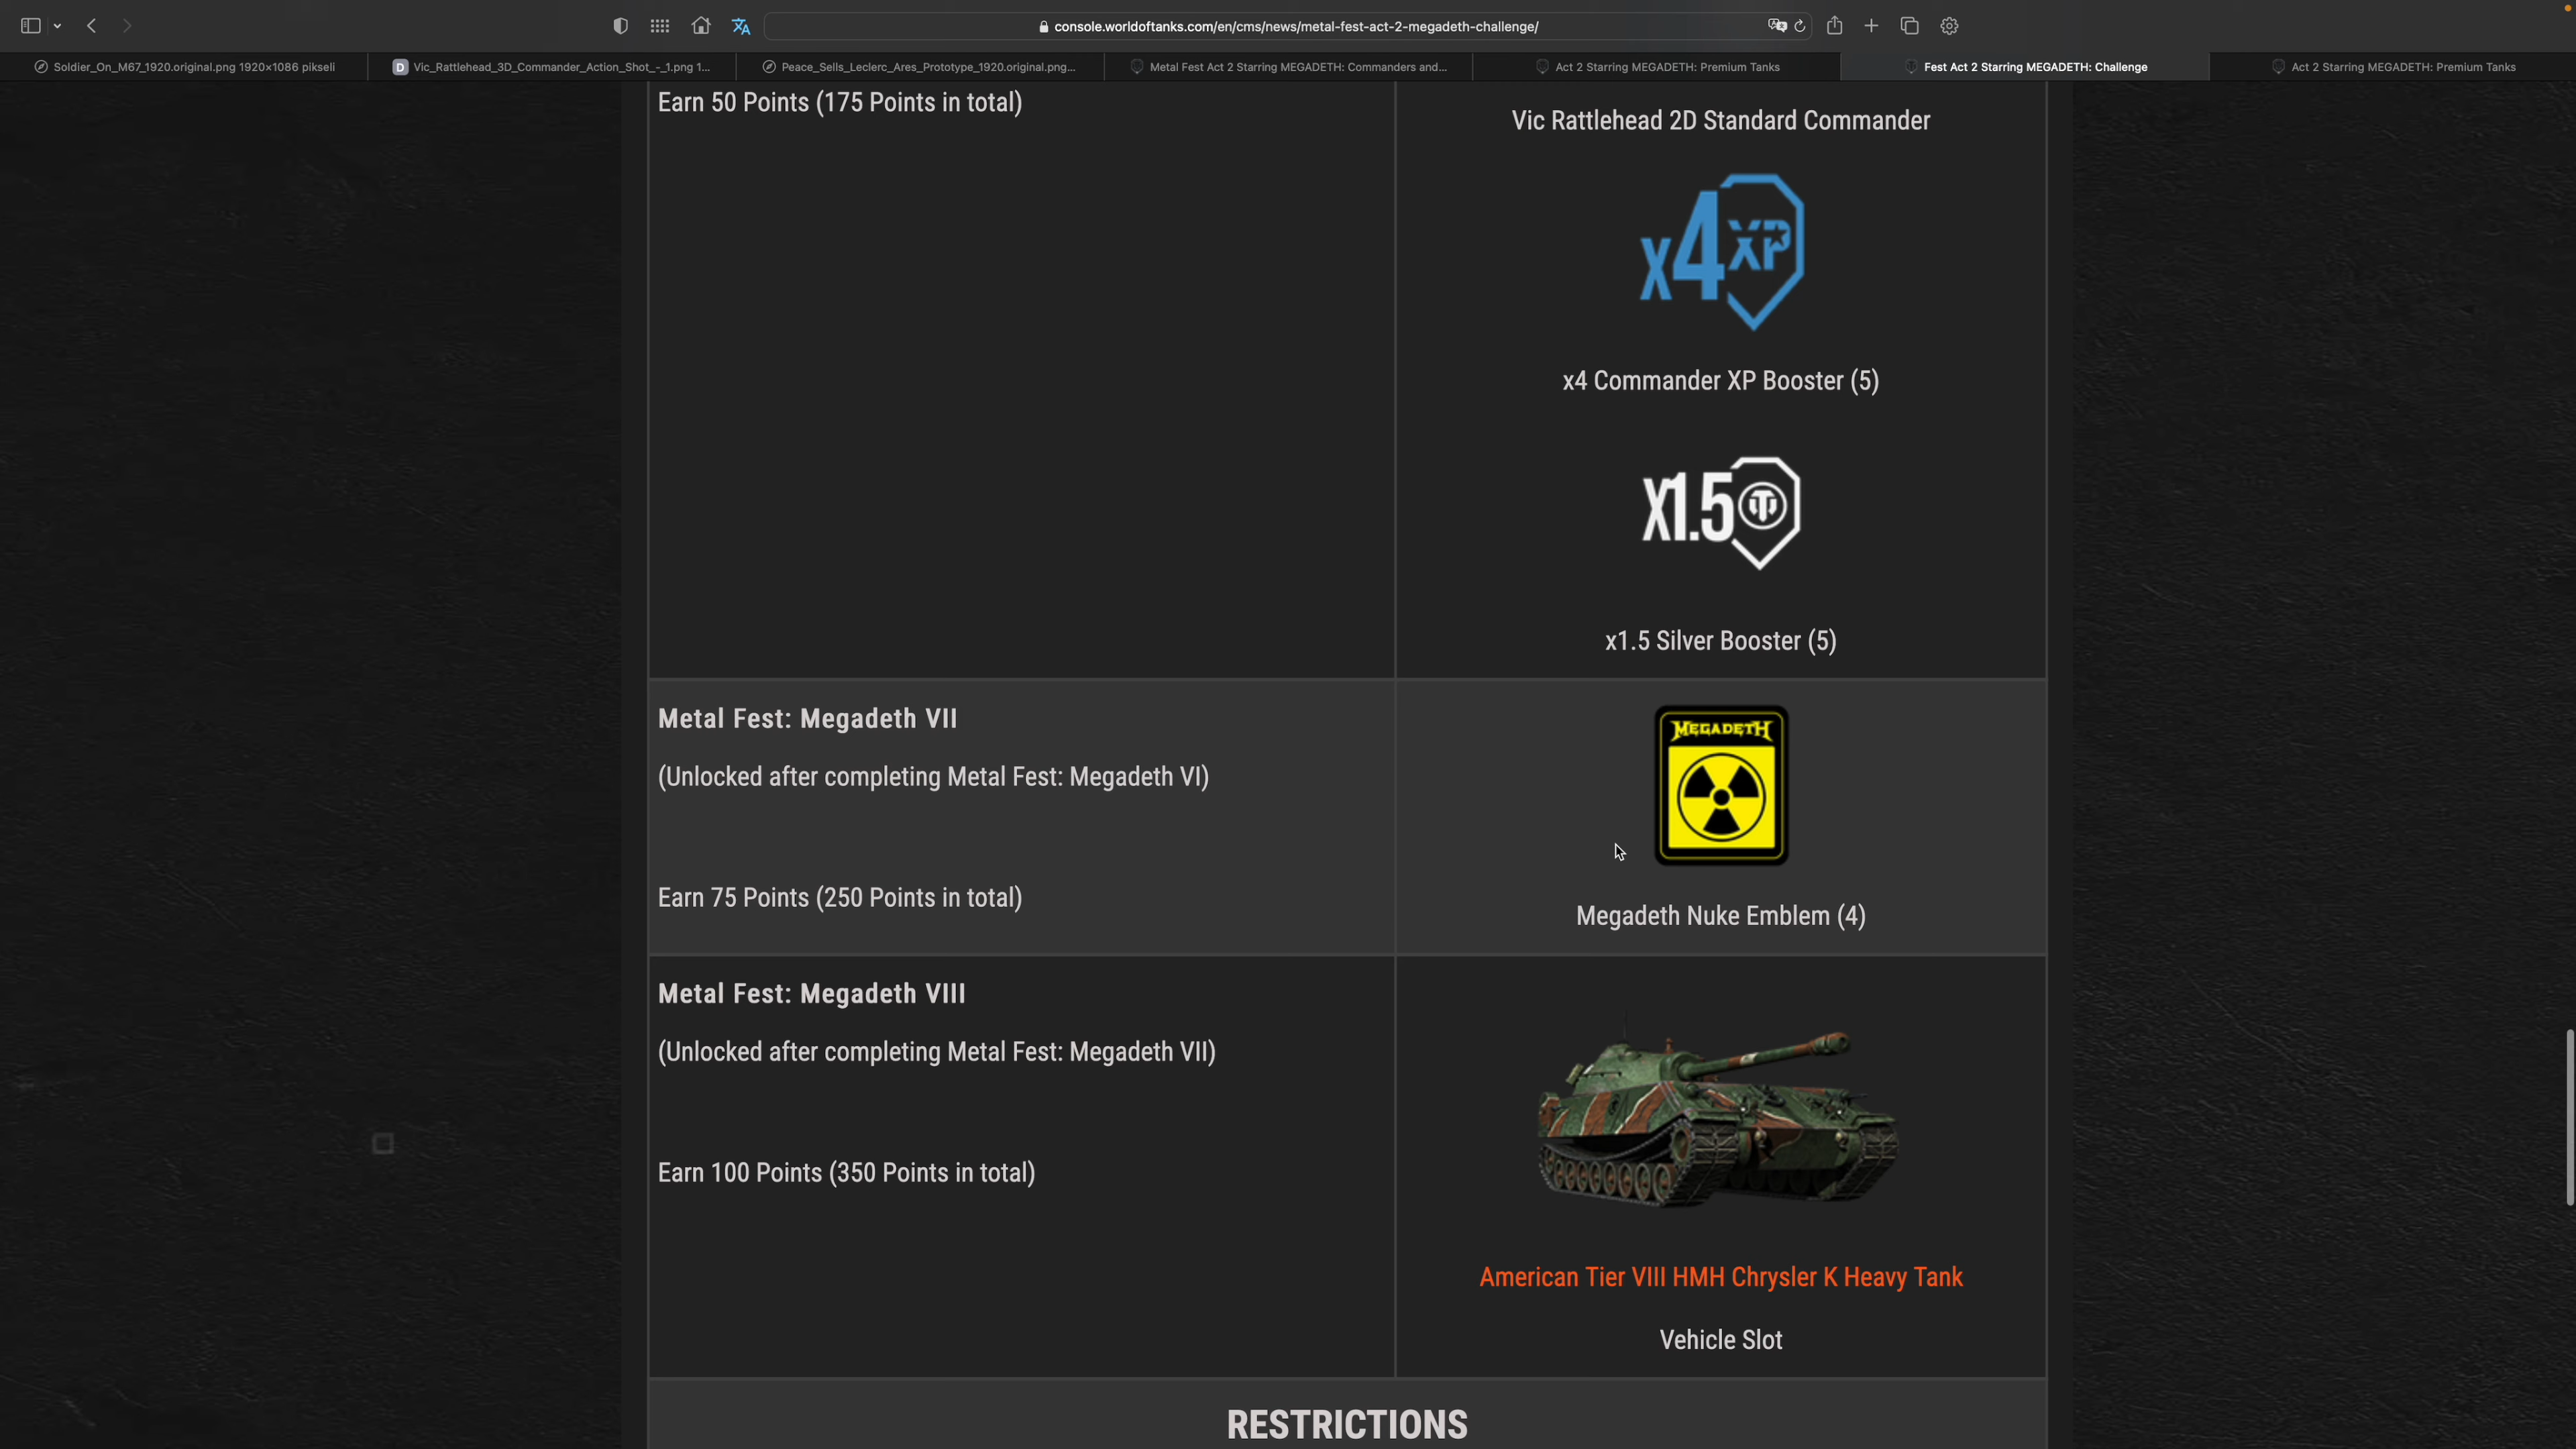 console.worldoftanks.com/en/cms/news/metal-fest-act-2-megadeth-challenge/
Soldier_On_M67_1920.original.png 1920×1086 pikseli
D Vic_Rattlehead_3D_Commander_Action_Shot_-_1.png 1...
Peace_Sells_Leclerc_Ares_Prototype_1920.original.png...
Metal Fest Act 2 Starring MEGADETH: Commanders and...
Act 2 Starring MEGADETH: Premium Tanks
Fest Act 2 Starring MEGADETH: Challenge
Act 2 Starring MEGADETH: Premium Tanks
Earn 50 Points (175 Points in total)
Vic Rattlehead 2D Standard Commander
x4 XP
x4 Commander XP Booster (5)
X1.5
x1.5 Silver Booster (5)
Metal Fest: Megadeth VII
(Unlocked after completing Metal Fest: Megadeth VI)
Earn 75 Points (250 Points in total)
MEGADETH
Megadeth Nuke Emblem (4)
Metal Fest: Megadeth VIII
(Unlocked after completing Metal Fest: Megadeth VII)
Earn 100 Points (350 Points in total)
American Tier VIII HMH Chrysler K Heavy Tank
Vehicle Slot
RESTRICTIONS